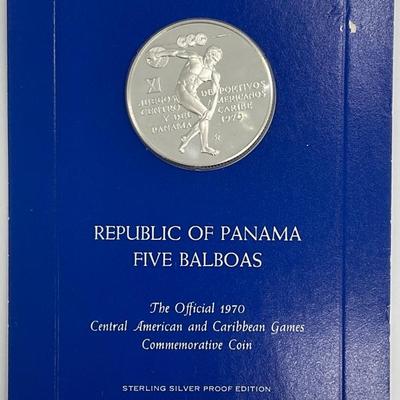 XI
JUEGOS DEPORTIVOS
CENTRO AMERICANOS
Y DEL CARIBE
PANAMA 1970
REPUBLIC OF PANAMA
FIVE BALBOAS
The Official 1970
Central American and Caribbean Games
Commemorative Coin
STERLING SILVER PROOF EDITION